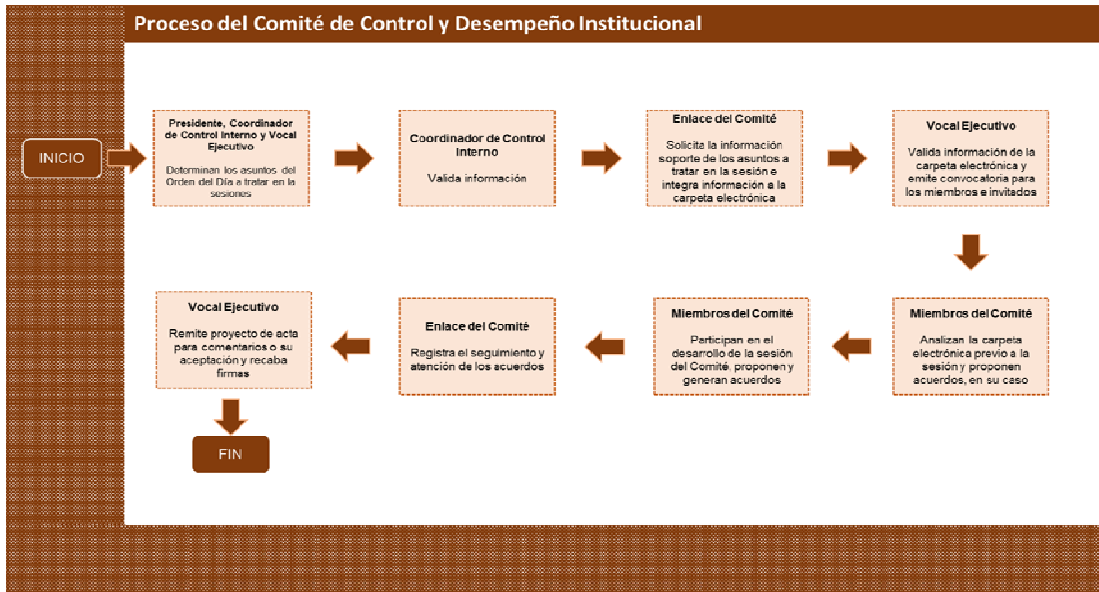 Proceso del Comité de Control y Desempeño Institucional
INICIO
Presidente, Coordinador
de Control Interno y Vocal
Ejecutivo
Determinan los asuntos del
Orden del Día a tratar en la
sesiones
Coordinador de Control
Interno
Valida información
Enlace del Comité
Solicita la información
soporte de los asuntos a
tratar en la sesión e
integra información a la
carpeta electrónica
Vocal Ejecutivo
Valida información de la
carpeta electrónica y
emite convocatoria para
los miembros e invitados
Miembros del Comité
Analizan la carpeta
electrónica previo a la
sesión y proponen
acuerdos, en su caso
Miembros del Comité
Participan en el
desarrollo de la sesión
del Comité, proponen y
generan acuerdos
Enlace del Comité
Registra el seguimiento y
atención de los acuerdos
Vocal Ejecutivo
Remite proyecto de acta
para comentarios o su
aceptación y recaba
firmas
FIN